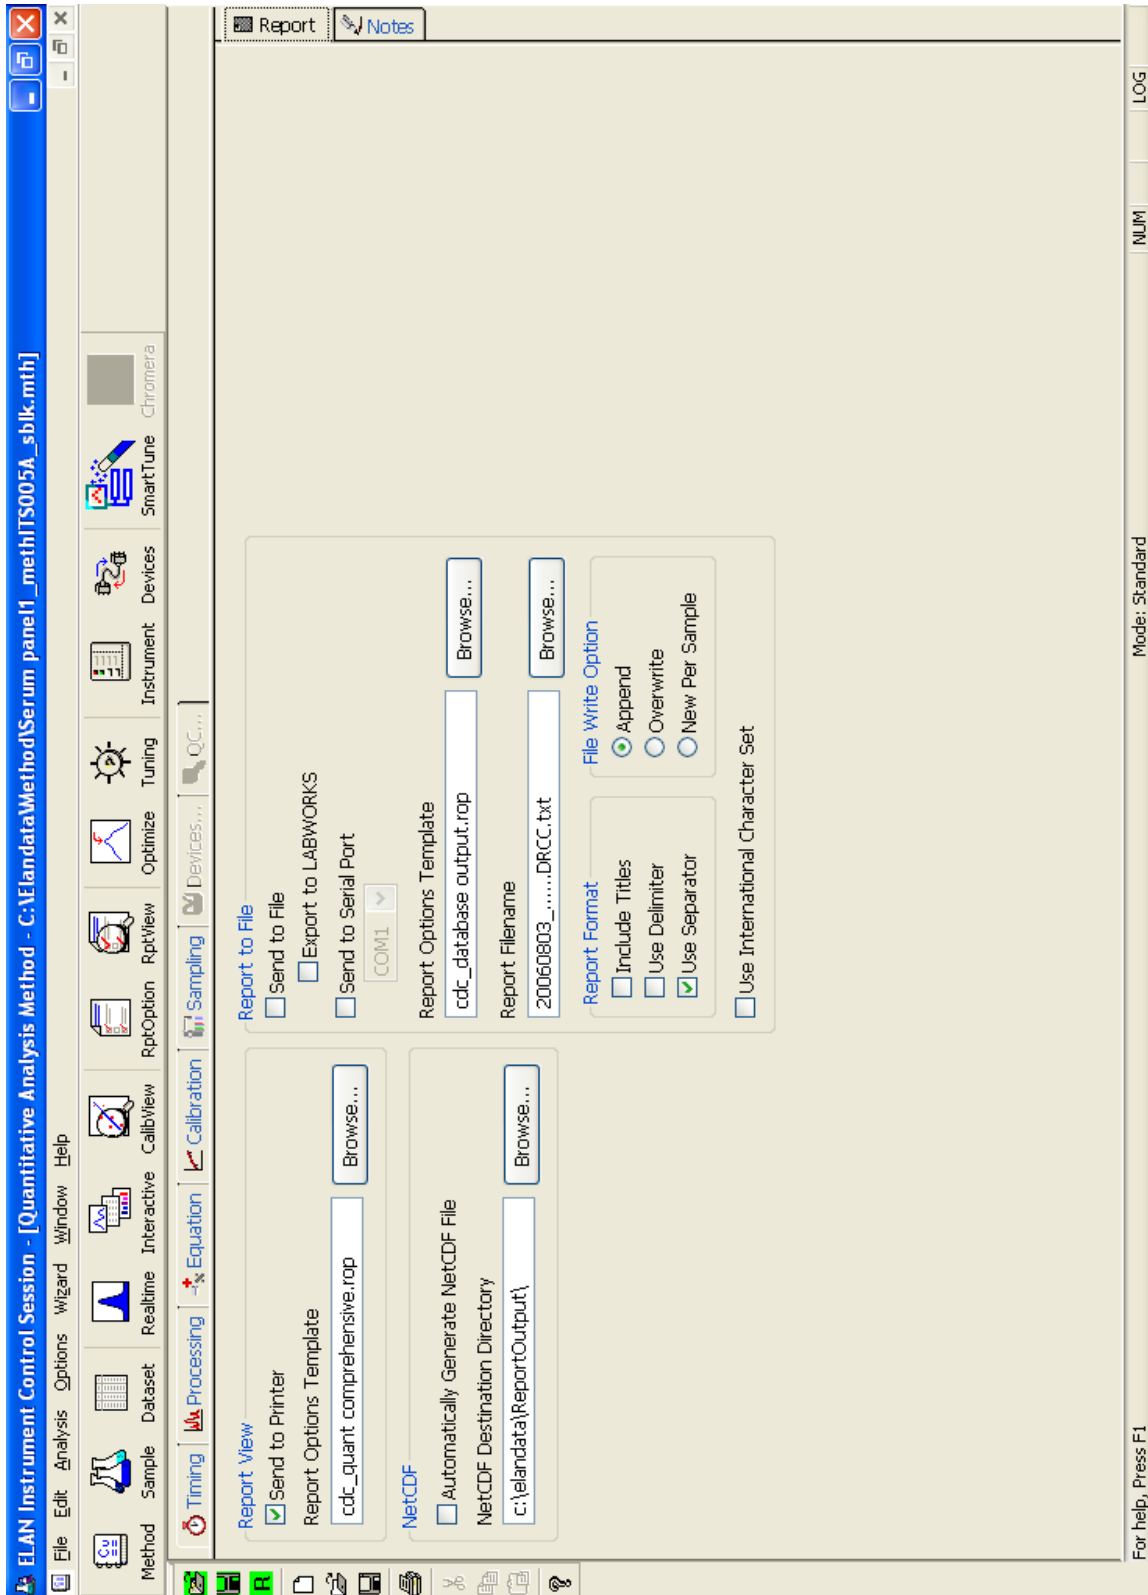 ELAN Instrument Control Session - [Quantitative Analysis Method - C:\Elandata\Method\Serum panel1_methITS005A_sblk.mth]
File Edit Analysis Options Wizard Window Help
Method Sample Dataset Realtime Interactive CalibView RptOption RptView Optimize Tuning Instrument Devices SmartTune Chromera
Timing Processing Equation Calibration Sampling Devices... QC...
Report Notes
Report View
Send to Printer
Report Options Template
cdc_quant comprehensive.rop Browse...
NetCDF
Automatically Generate NetCDF File
NetCDF Destination Directory
c:\elandata\ReportOutput\ Browse...
Report to File
Send to File
Export to LABWORKS
Send to Serial Port
COM1
Report Options Template
cdc_database output.rop Browse...
Report Filename
20060803_......DRCC.txt Browse...
Report Format
Include Titles
Use Delimiter
Use Separator
File Write Option
Append
Overwrite
New Per Sample
Use International Character Set
For help, Press F1 Mode: Standard NUM LOG